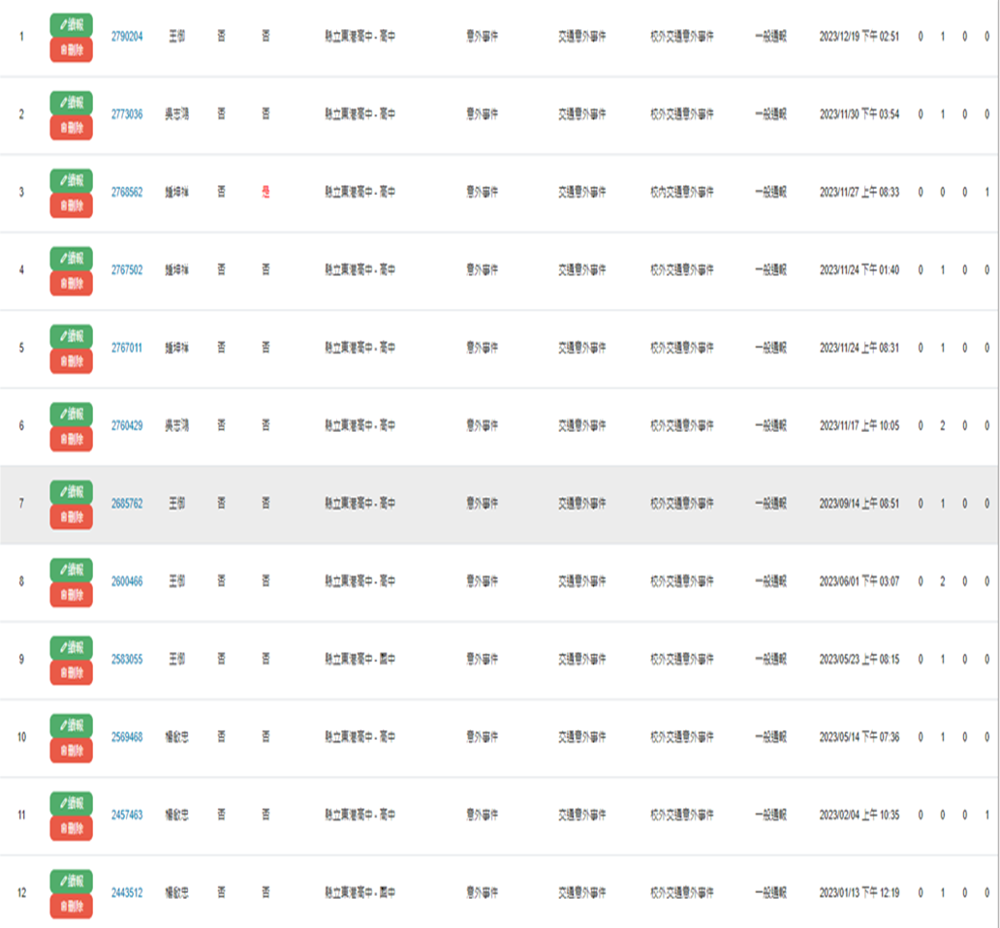 續報
1 2790204 王御 否 否 縣立東港高中 - 高中 意外事件 交通意外事件 校外交通意外事件 一般通報 2023/12/19 下午 02:51 0 1 0 0
刪除
續報
2 2773036 吳志鴻 否 否 縣立東港高中 - 高中 意外事件 交通意外事件 校外交通意外事件 一般通報 2023/11/30 下午 03:54 0 1 0 0
刪除
續報
3 2768562 鍾坤祥 否 是 縣立東港高中 - 高中 意外事件 交通意外事件 校內交通意外事件 一般通報 2023/11/27 上午 08:33 0 0 0 1
刪除
續報
4 2767502 鍾坤祥 否 否 縣立東港高中 - 高中 意外事件 交通意外事件 校外交通意外事件 一般通報 2023/11/24 下午 01:40 0 1 0 0
刪除
續報
5 2767011 鍾坤祥 否 否 縣立東港高中 - 高中 意外事件 交通意外事件 校外交通意外事件 一般通報 2023/11/24 上午 08:31 0 1 0 0
刪除
續報
6 2760429 吳志鴻 否 否 縣立東港高中 - 高中 意外事件 交通意外事件 校外交通意外事件 一般通報 2023/11/17 上午 10:05 0 2 0 0
刪除
續報
7 2685762 王御 否 否 縣立東港高中 - 高中 意外事件 交通意外事件 校外交通意外事件 一般通報 2023/09/14 上午 08:51 0 1 0 0
刪除
續報
8 2600466 王御 否 否 縣立東港高中 - 高中 意外事件 交通意外事件 校外交通意外事件 一般通報 2023/06/01 下午 03:07 0 2 0 0
刪除
續報
9 2583055 王御 否 否 縣立東港高中 - 國中 意外事件 交通意外事件 校外交通意外事件 一般通報 2023/05/23 上午 08:15 0 1 0 0
刪除
續報
10 2569468 楊啟忠 否 否 縣立東港高中 - 高中 意外事件 交通意外事件 校外交通意外事件 一般通報 2023/05/14 下午 07:36 0 1 0 0
刪除
續報
11 2457463 楊啟忠 否 否 縣立東港高中 - 高中 意外事件 交通意外事件 校外交通意外事件 一般通報 2023/02/04 上午 10:35 0 0 0 1
刪除
續報
12 2443512 楊啟忠 否 否 縣立東港高中 - 國中 意外事件 交通意外事件 校外交通意外事件 一般通報 2023/01/13 下午 12:19 0 1 0 0
刪除